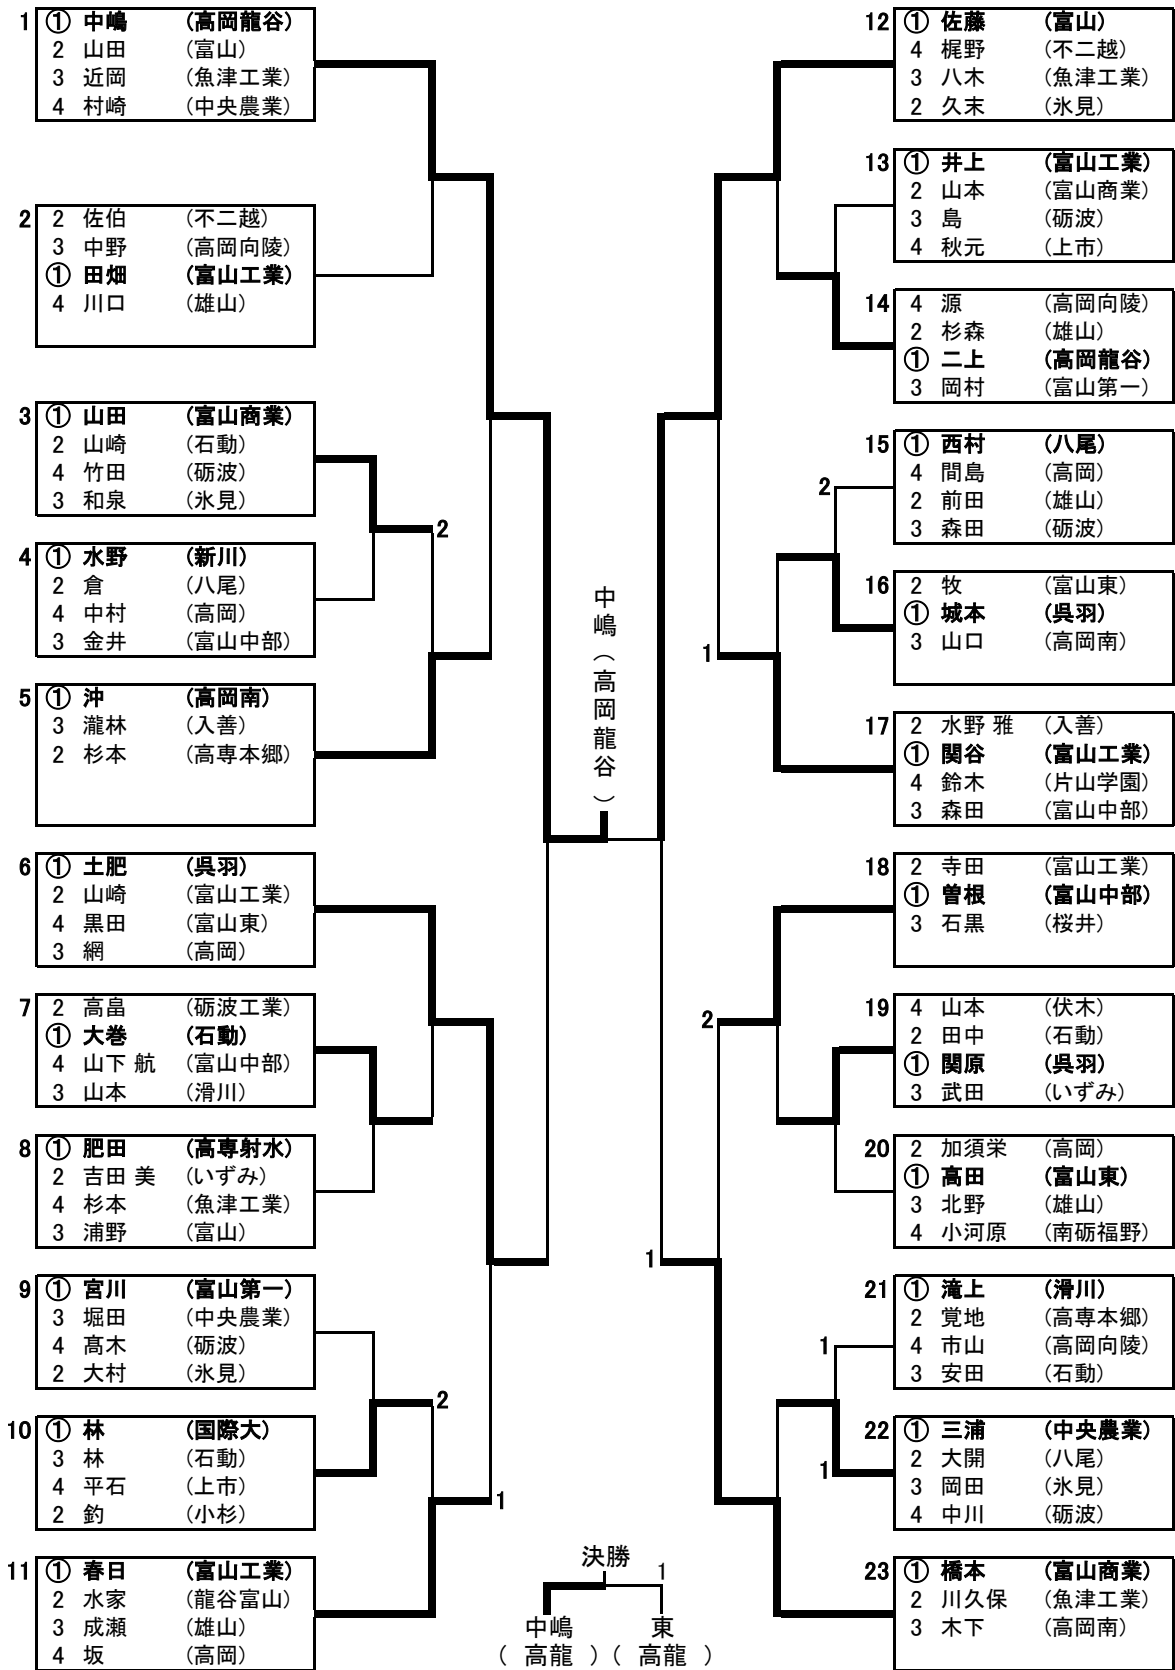 1
① 中嶋 (高岡龍谷)
2 山田 (富山)
3 近岡 (魚津工業)
4 村崎 (中央農業)
2
2 佐伯 (不二越)
3 中野 (高岡向陵)
① 田畑 (富山工業)
4 川口 (雄山)
3
① 山田 (富山商業)
2 山崎 (石動)
4 竹田 (砺波)
3 和泉 (氷見)
2
4
① 水野 (新川)
2 倉 (八尾)
4 中村 (高岡)
3 金井 (富山中部)
5
① 沖 (高岡南)
3 瀧林 (入善)
2 杉本 (高専本郷)
6
① 土肥 (呉羽)
2 山崎 (富山工業)
4 黒田 (富山東)
3 網 (高岡)
7
2 高畠 (砺波工業)
① 大巻 (石動)
4 山下 航 (富山中部)
3 山本 (滑川)
8
① 肥田 (高専射水)
2 吉田 美 (いずみ)
4 杉本 (魚津工業)
3 浦野 (富山)
9
① 宮川 (富山第一)
3 堀田 (中央農業)
4 髙木 (砺波)
2 大村 (氷見)
2
10
① 林 (国際大)
3 林 (石動)
4 平石 (上市)
2 釣 (小杉)
1
11
① 春日 (富山工業)
2 水家 (龍谷富山)
3 成瀬 (雄山)
4 坂 (高岡)
中嶋(高岡龍谷)
決勝
1
中嶋 東
( 高龍 )( 高龍 )
12
① 佐藤 (富山)
4 梶野 (不二越)
3 八木 (魚津工業)
2 久末 (氷見)
13
① 井上 (富山工業)
2 山本 (富山商業)
3 島 (砺波)
4 秋元 (上市)
14
4 源 (高岡向陵)
2 杉森 (雄山)
① 二上 (高岡龍谷)
3 岡村 (富山第一)
15
① 西村 (八尾)
4 間島 (高岡)
2 前田 (雄山)
3 森田 (砺波)
2
16
2 牧 (富山東)
① 城本 (呉羽)
3 山口 (高岡南)
1
17
2 水野 雅 (入善)
① 関谷 (富山工業)
4 鈴木 (片山学園)
3 森田 (富山中部)
18
2 寺田 (富山工業)
① 曽根 (富山中部)
3 石黒 (桜井)
2
19
4 山本 (伏木)
2 田中 (石動)
① 関原 (呉羽)
3 武田 (いずみ)
20
2 加須栄 (高岡)
① 高田 (富山東)
3 北野 (雄山)
4 小河原 (南砺福野)
1
21
① 滝上 (滑川)
2 覚地 (高専本郷)
4 市山 (高岡向陵)
3 安田 (石動)
1
22
① 三浦 (中央農業)
2 大開 (八尾)
3 岡田 (氷見)
4 中川 (砺波)
1
23
① 橋本 (富山商業)
2 川久保 (魚津工業)
3 木下 (高岡南)